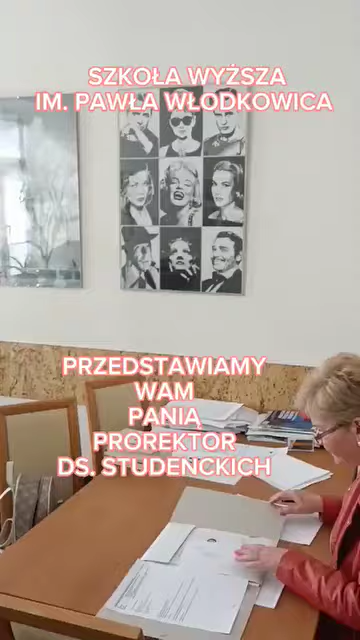 SZKOŁA WYŻSZA
IM. PAWŁA WŁODKOWICA
PRZEDSTAWIAMY
WAM
PANIĄ
PROREKTOR
DS. STUDENCKICH